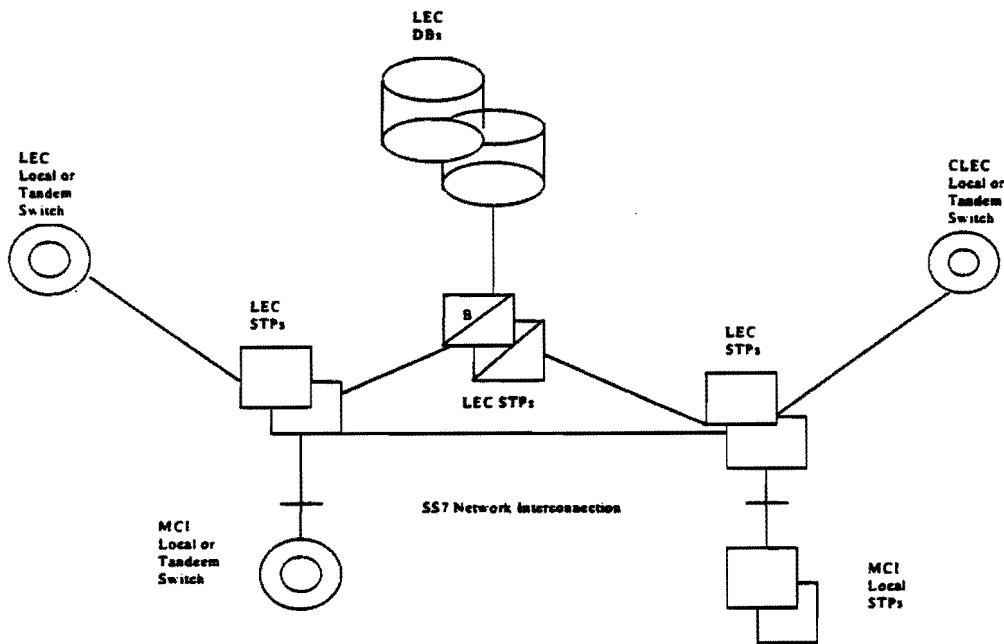 LEC
DBs
LEC
Local or
Tandem
Switch
CLEC
Local or
Tandem
Switch
LEC
STPs
B
LEC STPs
LEC
STPs
SS7 Network Interconnection
MCI
Local or
Tandeem
Switch
MCI
Local
STPs